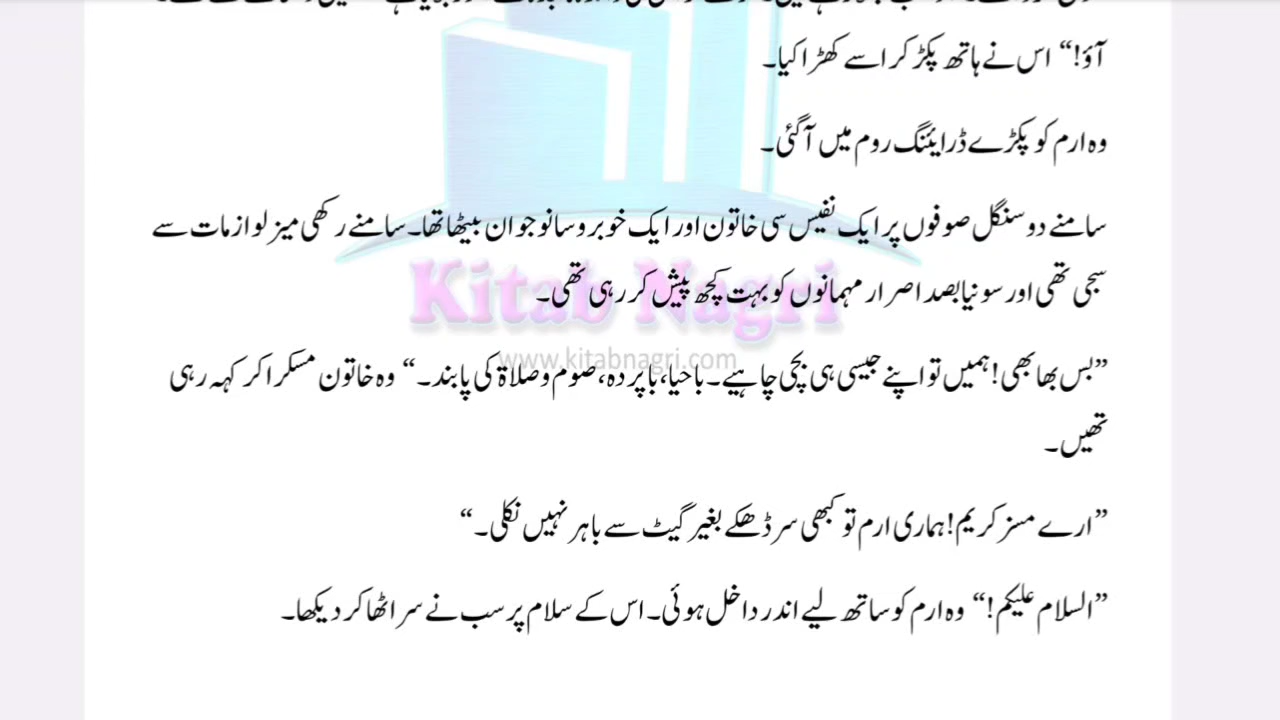 آؤ!“ اس نے ہاتھ پکڑ کر اسے کھڑا کیا۔
وہ ارم کو پکڑے ڈرایئنگ روم میں آگئی۔
سامنے دو سنگل صوفوں پر ایک نفیس سی خاتون اور ایک خوبرو سا نوجوان بیٹھا تھا۔ سامنے رکھی میز لوازمات سے
سجی تھی اور سونیا بصد اصرار مہمانوں کو بہت کچھ پیش کر رہی تھی۔
Kitab Nagri
www.kitabnagri.com
”بس بھابھی! ہمیں تو اپنے جیسی ہی بچی چاہیے۔ باحیا، باپردہ، صوم و صلاۃ کی پابند۔“ وہ خاتون مسکرا کر کہہ رہی
تھیں۔
”ارے مسز کریم! ہماری ارم تو کبھی سر ڈھکے بغیر گیٹ سے باہر نہیں نکلی۔“
”السلام علیکم!“ وہ ارم کو ساتھ لیے اندر داخل ہوئی۔ اس کے سلام پر سب نے سر اٹھا کر دیکھا۔